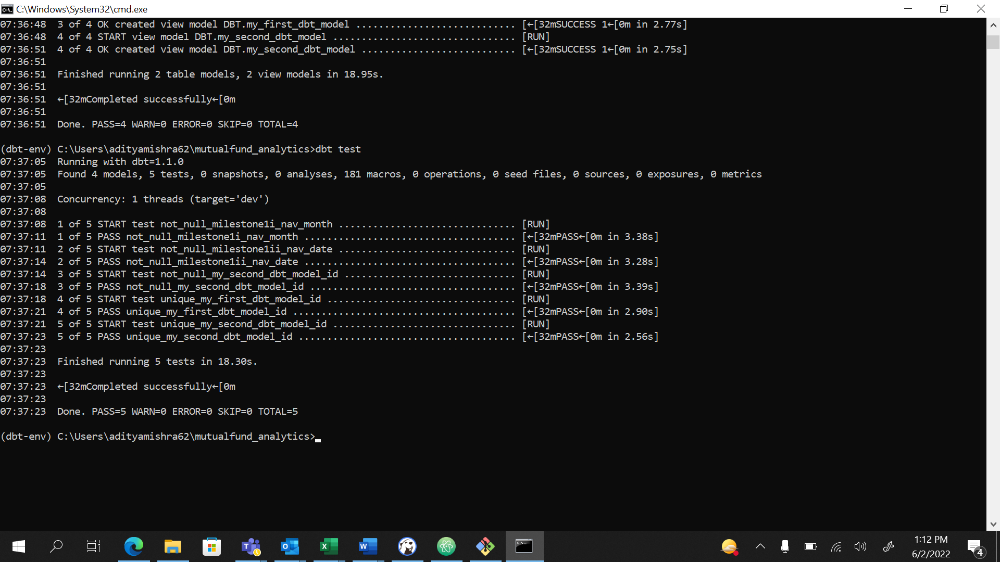 C:\Windows\System32\cmd.exe
07:36:48  3 of 4 OK created view model DBT.my_first_dbt_model ............................ [←[32mSUCCESS 1←[0m in 2.77s]
07:36:48  4 of 4 START view model DBT.my_second_dbt_model ................................ [RUN]
07:36:51  4 of 4 OK created view model DBT.my_second_dbt_model ........................... [←[32mSUCCESS 1←[0m in 2.75s]
07:36:51
07:36:51  Finished running 2 table models, 2 view models in 18.95s.
07:36:51
07:36:51  ←[32mCompleted successfully←[0m
07:36:51
07:36:51  Done. PASS=4 WARN=0 ERROR=0 SKIP=0 TOTAL=4
(dbt-env) C:\Users\adityamishra62\mutualfund_analytics>dbt test
07:37:05  Running with dbt=1.1.0
07:37:05  Found 4 models, 5 tests, 0 snapshots, 0 analyses, 181 macros, 0 operations, 0 seed files, 0 sources, 0 exposures, 0 metrics
07:37:05
07:37:08  Concurrency: 1 threads (target='dev')
07:37:08
07:37:08  1 of 5 START test not_null_milestone1i_nav_month ............................... [RUN]
07:37:11  1 of 5 PASS not_null_milestone1i_nav_month ..................................... [←[32mPASS←[0m in 3.38s]
07:37:11  2 of 5 START test not_null_milestone1ii_nav_date ............................... [RUN]
07:37:14  2 of 5 PASS not_null_milestone1ii_nav_date ..................................... [←[32mPASS←[0m in 3.28s]
07:37:14  3 of 5 START test not_null_my_second_dbt_model_id .............................. [RUN]
07:37:18  3 of 5 PASS not_null_my_second_dbt_model_id .................................... [←[32mPASS←[0m in 3.39s]
07:37:18  4 of 5 START test unique_my_first_dbt_model_id ................................. [RUN]
07:37:21  4 of 5 PASS unique_my_first_dbt_model_id ....................................... [←[32mPASS←[0m in 2.90s]
07:37:21  5 of 5 START test unique_my_second_dbt_model_id ................................ [RUN]
07:37:23  5 of 5 PASS unique_my_second_dbt_model_id ...................................... [←[32mPASS←[0m in 2.56s]
07:37:23
07:37:23  Finished running 5 tests in 18.30s.
07:37:23
07:37:23  ←[32mCompleted successfully←[0m
07:37:23
07:37:23  Done. PASS=5 WARN=0 ERROR=0 SKIP=0 TOTAL=5
(dbt-env) C:\Users\adityamishra62\mutualfund_analytics>
1:12 PM
6/2/2022
4